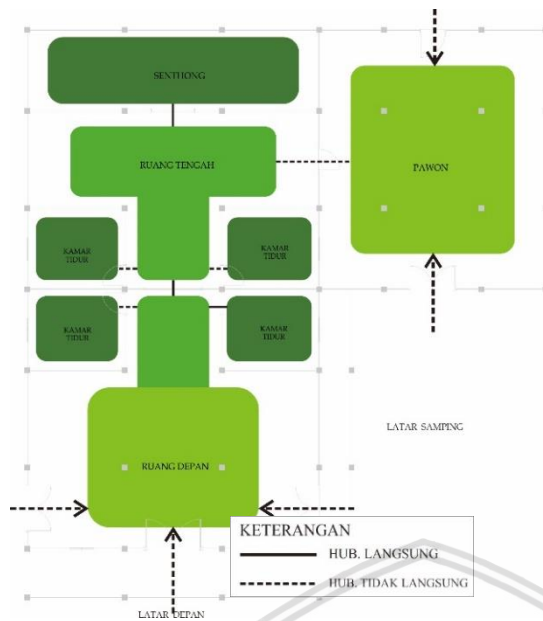 SENTHONG
RUANG TENGAH
PAWON
KAMAR
TIDUR
KAMAR
TIDUR
KAMAR
TIDUR
KAMAR
TIDUR
LATAR SAMPING
RUANG DEPAN
KETERANGAN
HUB. LANGSUNG
HUB. TIDAK LANGSUNG
LATAR DEPAN